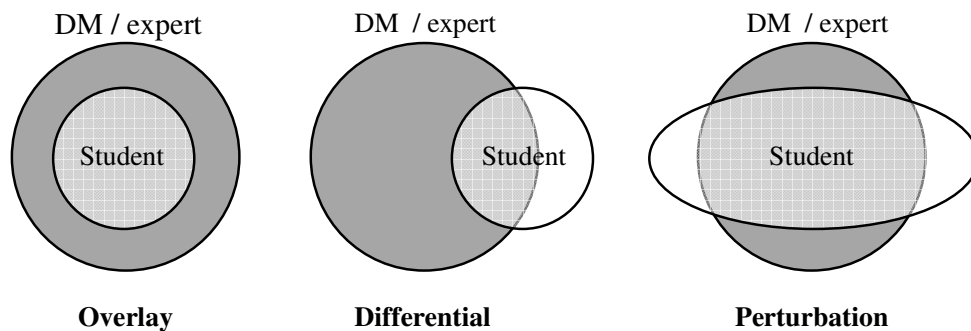 DM / expert
DM / expert
DM / expert
Student
Student
Student
Overlay
Differential
Perturbation